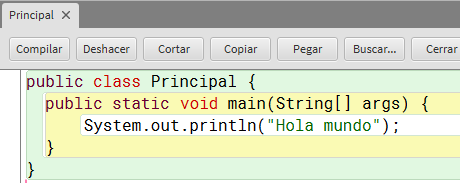 Principal ×
Compilar Deshacer Cortar Copiar Pegar Buscar... Cerrar
public class Principal {
public static void main(String[] args) {
System.out.println("Hola mundo");
}
}